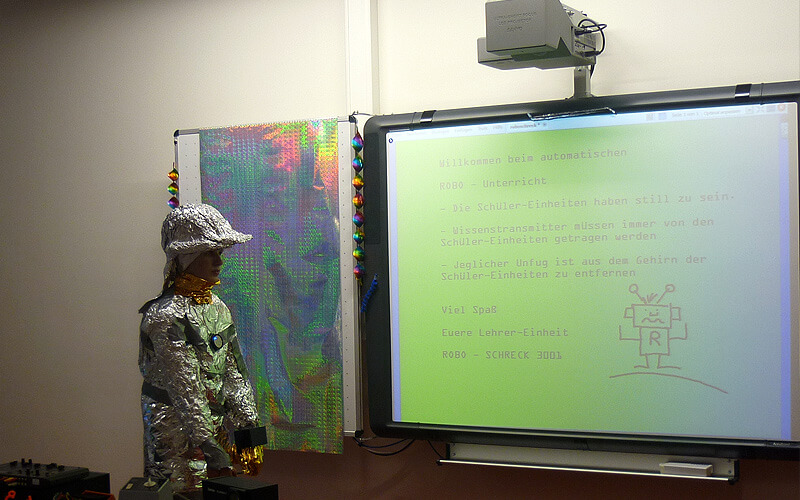 Willkommen beim automatischen
ROBO - Unterricht
- Die Schüler-Einheiten haben still zu sein.
- Wissenstransmitter müssen immer von den
Schüler-Einheiten getragen werden
- Jeglicher Unfug ist aus dem Gehirn der
Schüler-Einheiten zu entfernen
Viel Spaß
Euere Lehrer-Einheit
ROBO - SCHRECK 3001
R